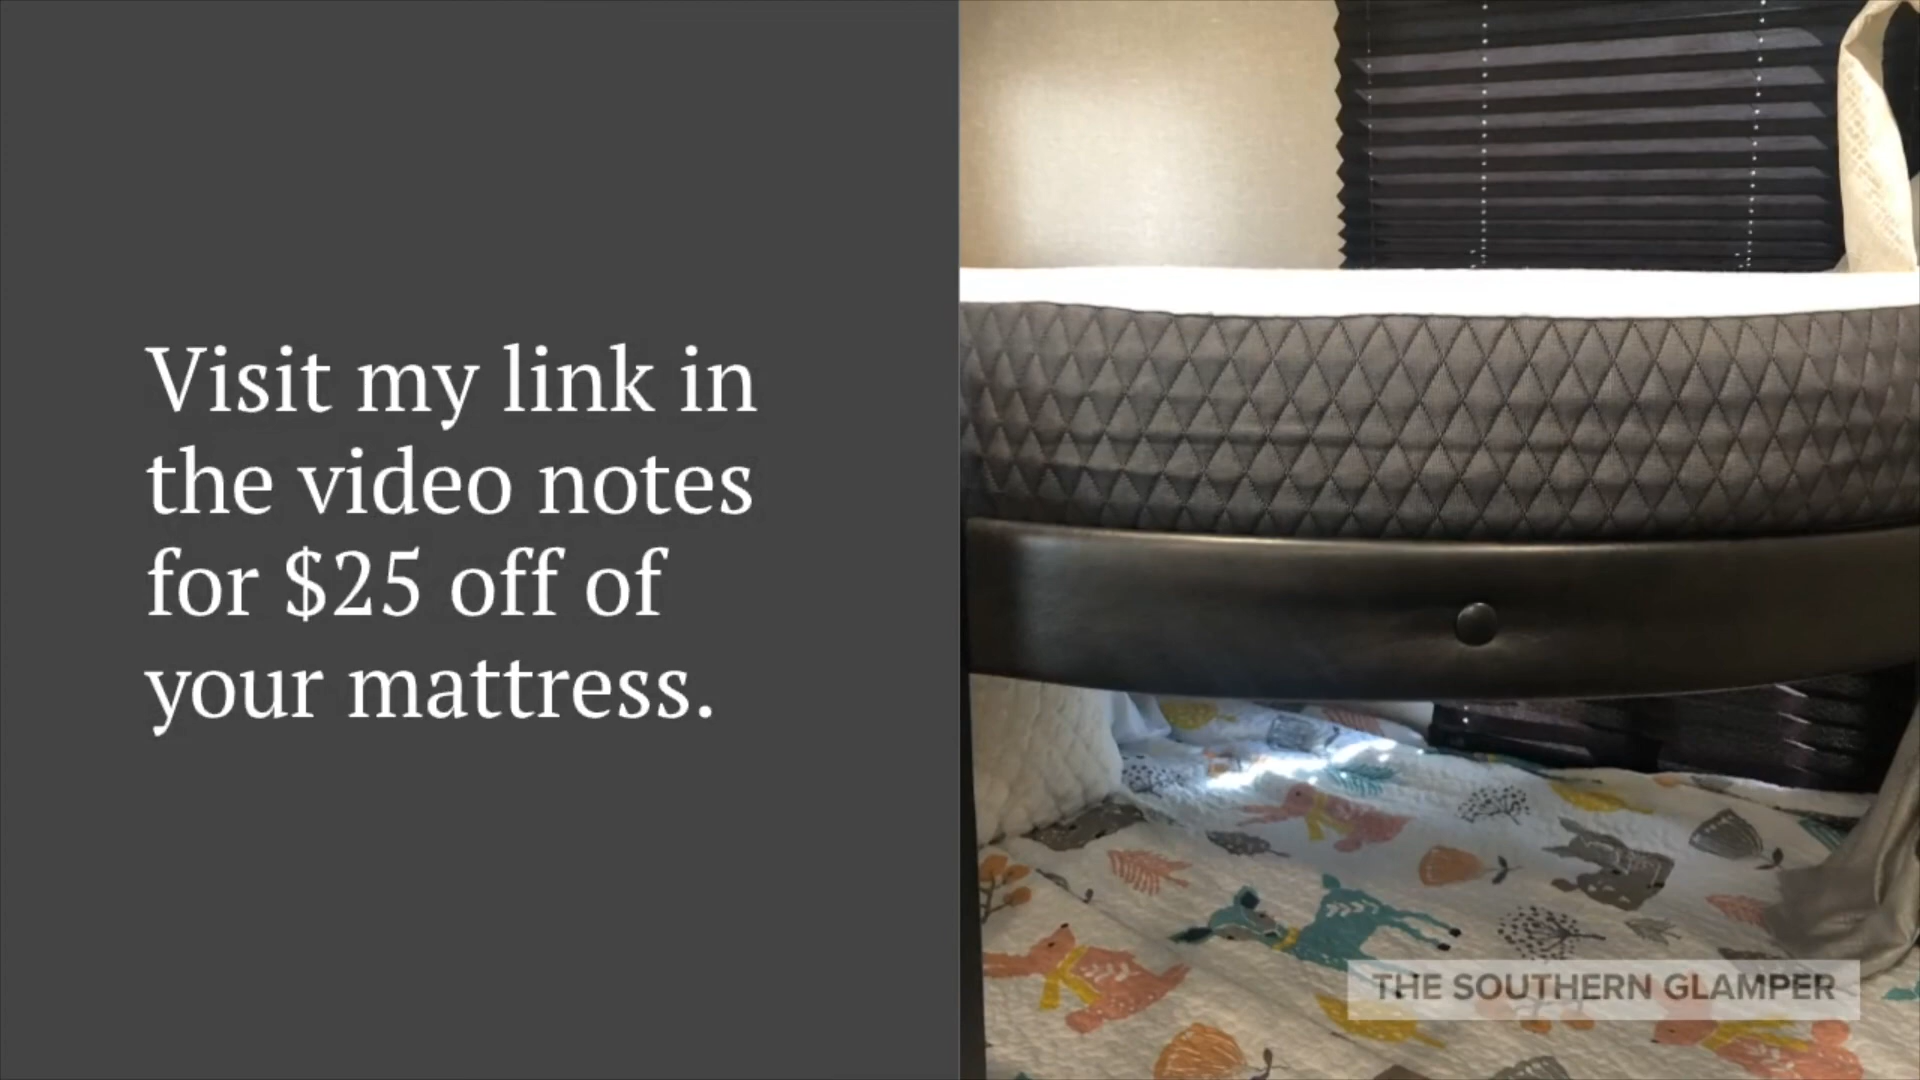 Visit my link in
the video notes
for $25 off of
your mattress.
THE SOUTHERN GLAMPER